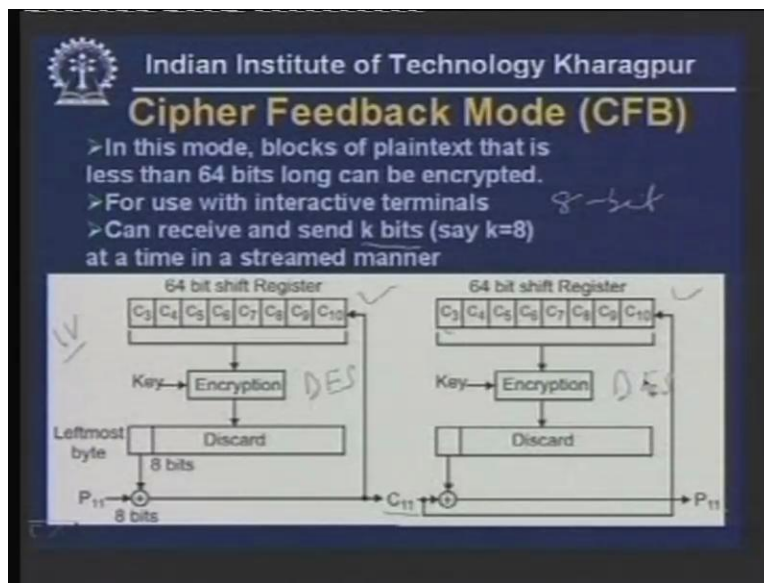 Indian Institute of Technology Kharagpur
Cipher Feedback Mode (CFB)
➢In this mode, blocks of plaintext that is
less than 64 bits long can be encrypted.
➢For use with interactive terminals 8-bit
➢Can receive and send k bits (say k=8)
at a time in a streamed manner
64 bit shift Register 64 bit shift Register
C₃ C₄ C₅ C₆ C₇ C₈ C₉ C₁₀ C₃ C₄ C₅ C₆ C₇ C₈ C₉ C₁₀
IV
Key Encryption DES Key Encryption DES
Leftmost byte Discard Discard
8 bits
P₁₁ + C₁₁ + P₁₁
8 bits